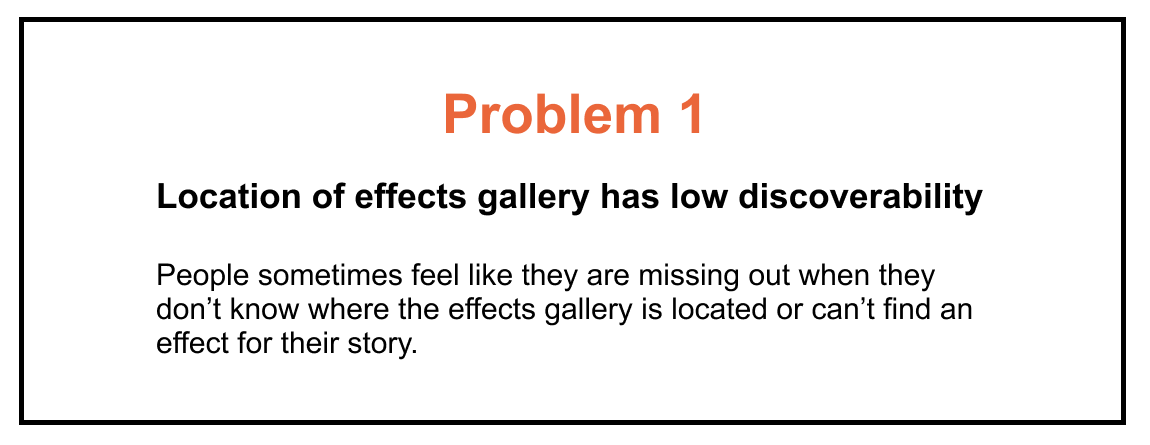 Problem 1
Location of effects gallery has low discoverability
People sometimes feel like they are missing out when they
don’t know where the effects gallery is located or can’t find an
effect for their story.